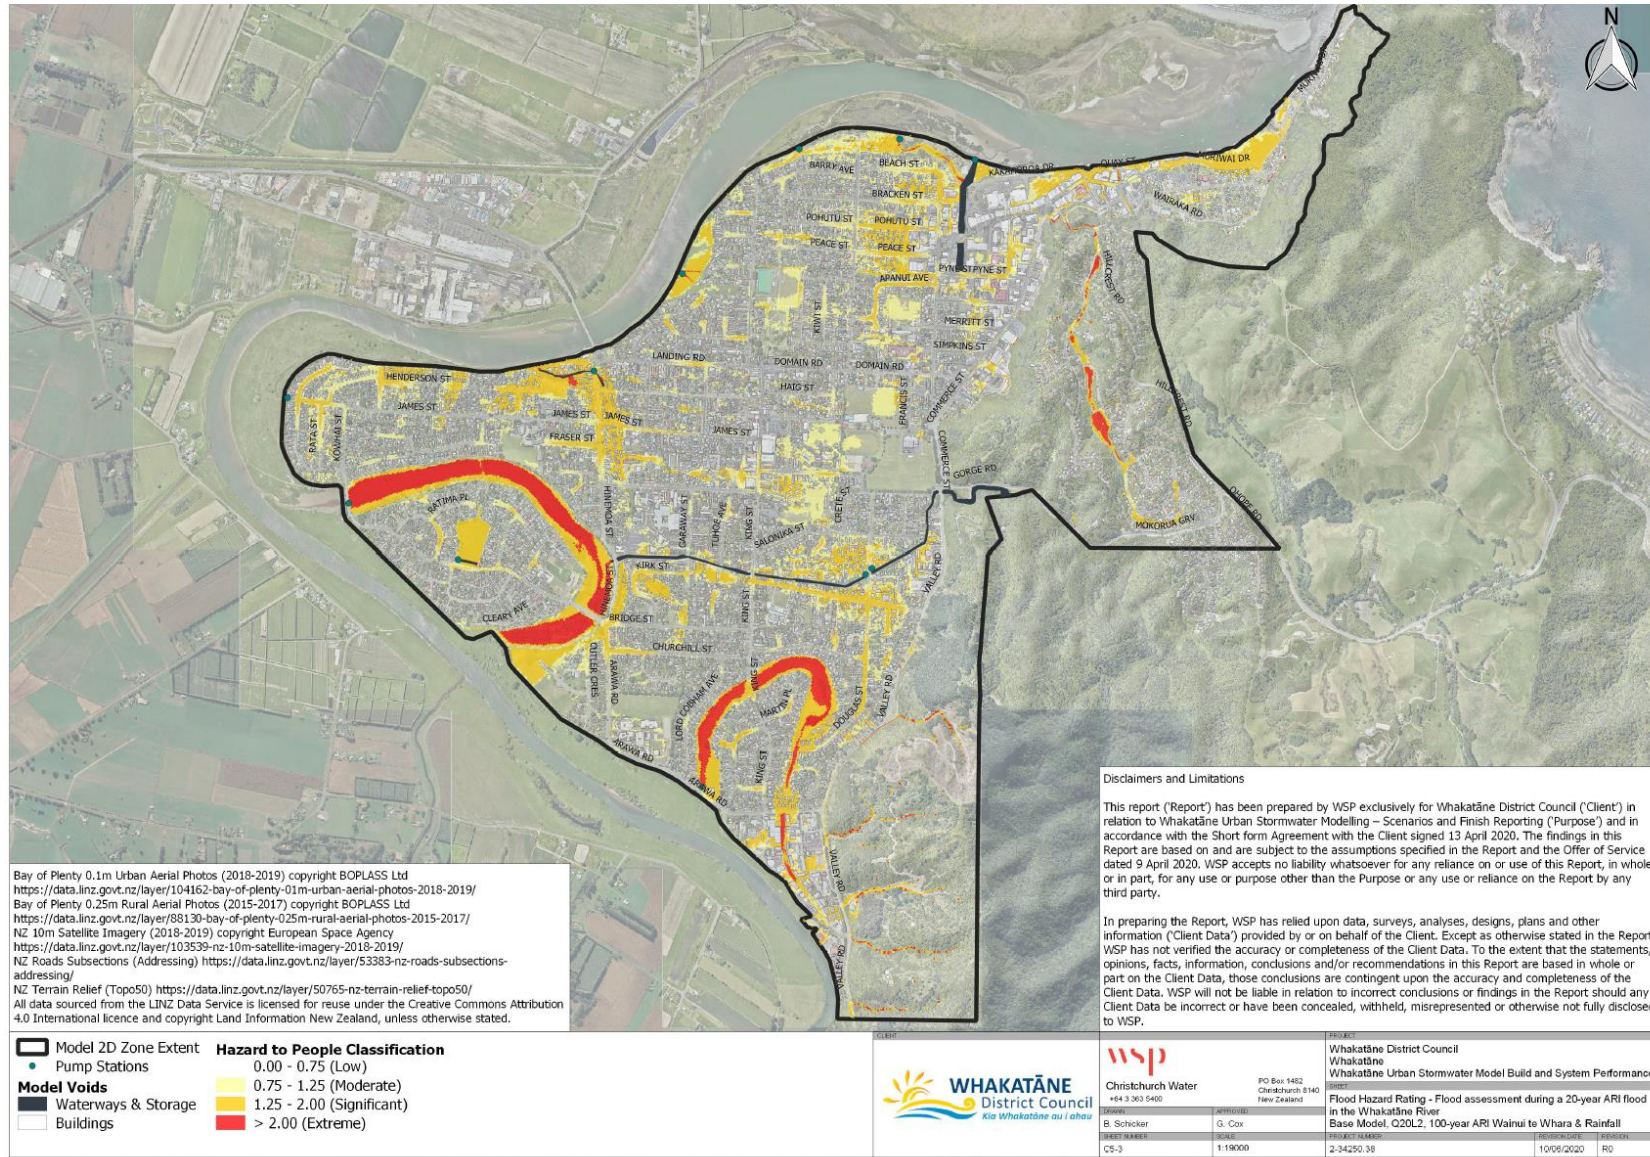 N
MURIWAI DR
BARRY AVE
BEACH ST
KAKAHOROA DR
QUAY ST
BRACKEN ST
WAIRAKA RD
POHUTU ST
POHUTU ST
PEACE ST
PEACE ST
HILLCREST RD
APANUI AVE
PYNE ST
PYNE ST
KIWI ST
MERRITT ST
SIMPKINS ST
LANDING RD
DOMAIN RD
DOMAIN RD
HENDERSON ST
HAIG ST
FRANCIS ST
COMMERCE ST
HILLCREST RD
JAMES ST
JAMES ST
JAMES ST
JAMES ST
RATA ST
KOWHAI ST
FRASER ST
COMMERCE ST
GORGE RD
RATIMA PL
HINEMOA ST
GARAWAY ST
TUHOE AVE
KING ST
SALONIKA ST
CRETE ST
OHOPE RD
MOKORUA GRV
KIRK ST
VALLEY RD
HINEMOA ST
KING ST
CLEARY AVE
BRIDGE ST
CHURCHILL ST
CUTLER CRES
ARAWA RD
LORD COBHAM AVE
KING ST
MARTIN PL
DOUGLAS ST
VALLEY RD
ARAWA RD
KING ST
ARAWA RD
VALLEY RD
VALLEY RD
Bay of Plenty 0.1m Urban Aerial Photos (2018-2019) copyright BOPLASS Ltd
https://data.linz.govt.nz/layer/104162-bay-of-plenty-01m-urban-aerial-photos-2018-2019/
Bay of Plenty 0.25m Rural Aerial Photos (2015-2017) copyright BOPLASS Ltd
https://data.linz.govt.nz/layer/88130-bay-of-plenty-025m-rural-aerial-photos-2015-2017/
NZ 10m Satellite Imagery (2018-2019) copyright European Space Agency
https://data.linz.govt.nz/layer/103539-nz-10m-satellite-imagery-2018-2019/
NZ Roads Subsections (Addressing) https://data.linz.govt.nz/layer/53383-nz-roads-subsections-
addressing/
NZ Terrain Relief (Topo50) https://data.linz.govt.nz/layer/50765-nz-terrain-relief-topo50/
All data sourced from the LINZ Data Service is licensed for reuse under the Creative Commons Attribution
4.0 International licence and copyright Land Information New Zealand, unless otherwise stated.
Disclaimers and Limitations
This report ('Report') has been prepared by WSP exclusively for Whakatāne District Council ('Client') in
relation to Whakatāne Urban Stormwater Modelling – Scenarios and Finish Reporting ('Purpose') and in
accordance with the Short form Agreement with the Client signed 13 April 2020. The findings in this
Report are based on and are subject to the assumptions specified in the Report and the Offer of Service
dated 9 April 2020. WSP accepts no liability whatsoever for any reliance on or use of this Report, in whole
or in part, for any use or purpose other than the Purpose or any use or reliance on the Report by any
third party.
In preparing the Report, WSP has relied upon data, surveys, analyses, designs, plans and other
information ('Client Data') provided by or on behalf of the Client. Except as otherwise stated in the Report
WSP has not verified the accuracy or completeness of the Client Data. To the extent that the statements,
opinions, facts, information, conclusions and/or recommendations in this Report are based in whole or
part on the Client Data, those conclusions are contingent upon the accuracy and completeness of the
Client Data. WSP will not be liable in relation to incorrect conclusions or findings in the Report should any
Client Data be incorrect or have been concealed, withheld, misrepresented or otherwise not fully disclose
to WSP.
Model 2D Zone Extent
Pump Stations
Model Voids
Waterways & Storage
Buildings
Hazard to People Classification
0.00 - 0.75 (Low)
0.75 - 1.25 (Moderate)
1.25 - 2.00 (Significant)
> 2.00 (Extreme)
CLIENT
WHAKATĀNE
District Council
Kia Whakatāne au i ahau
wsp
Christchurch Water
+64 3 363 5400
PO Box 1482
Christchurch 8140
New Zealand
DRAWN
B. Schicker
APPROVED
G. Cox
SHEET NUMBER
C5-3
SCALE
1:19000
PROJECT
Whakatāne District Council
Whakatāne
Whakatāne Urban Stormwater Model Build and System Performance
SHEET
Flood Hazard Rating - Flood assessment during a 20-year ARI flood
in the Whakatāne River
Base Model, Q20L2, 100-year ARI Wainui te Whara & Rainfall
PROJECT NUMBER
2-34250.38
REVISION DATE
10/06/2020
REVISION
R0